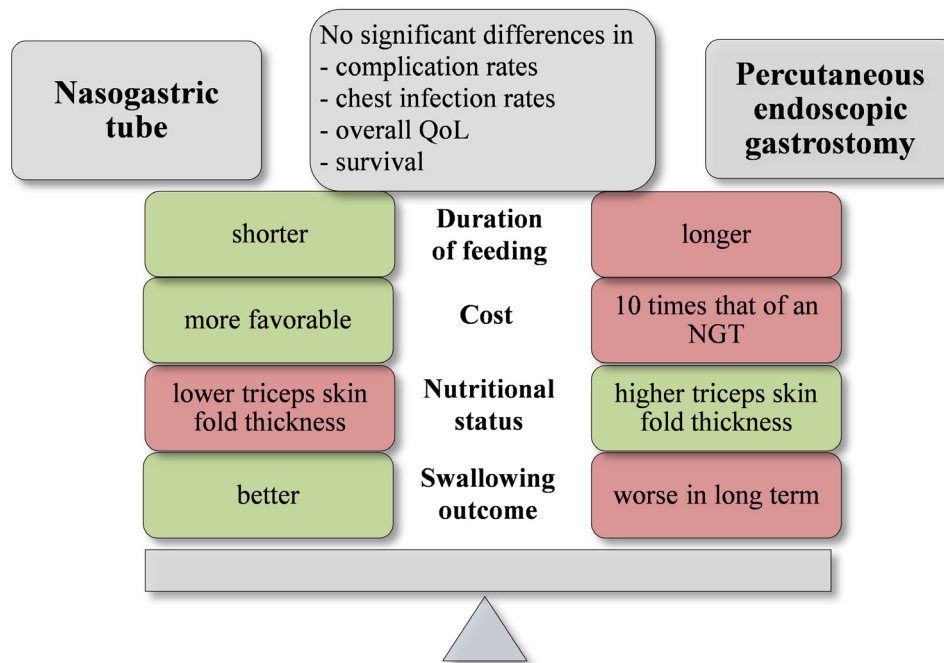 Nasogastric
tube
No significant differences in
- complication rates
- chest infection rates
- overall QoL
- survival
Percutaneous
endoscopic
gastrostomy
shorter
Duration
of feeding
longer
more favorable
Cost
10 times that of an
NGT
lower triceps skin
fold thickness
Nutritional
status
higher triceps skin
fold thickness
better
Swallowing
outcome
worse in long term